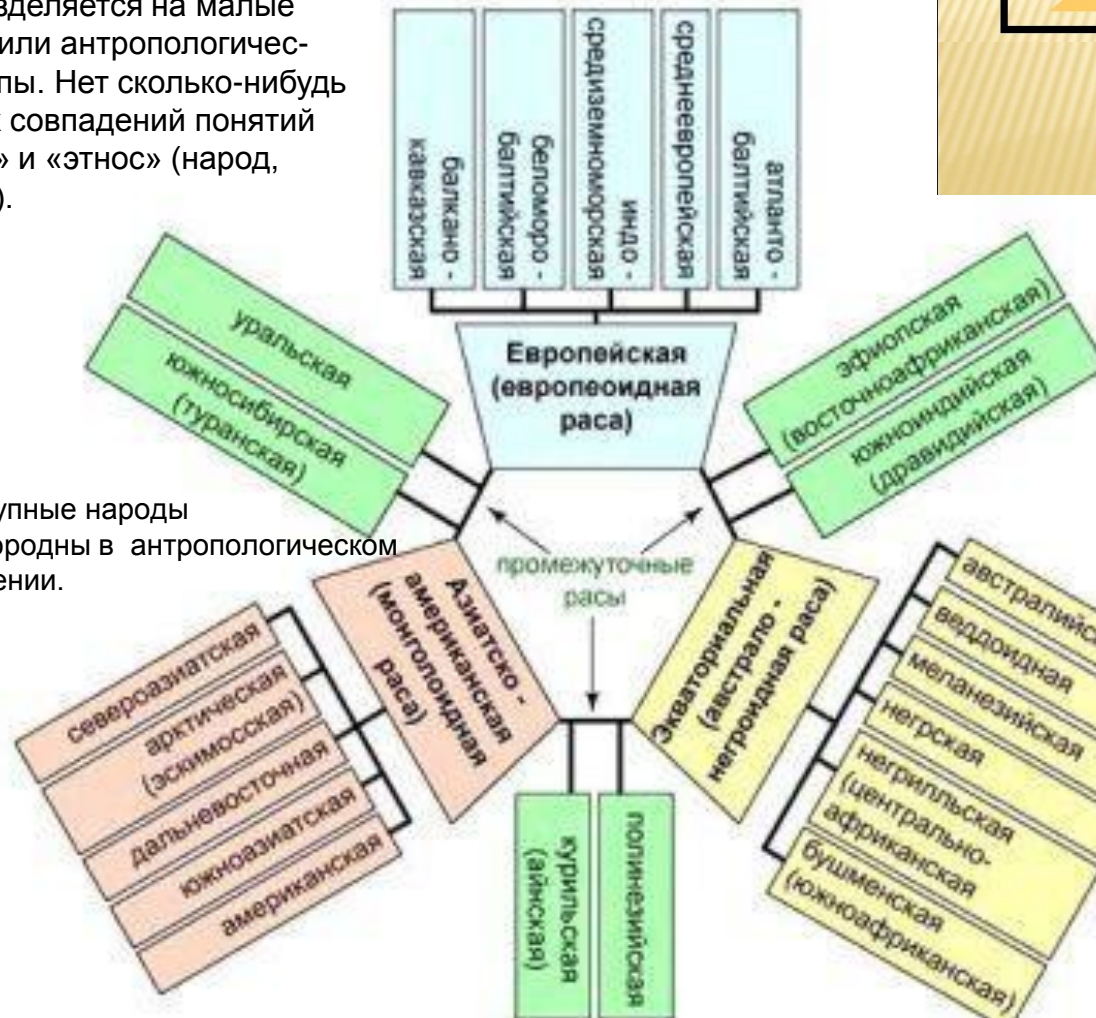 зделяется на малые
или антропологичес-
пы. Нет сколько-нибудь
х совпадений понятий
» и «этнос» (народ,
).
балкано -
кавказская
беломоро -
балтийская
индо -
средиземноморская
среднеевропейская
атланто -
балтийская
Европейская
(европеоидная
раса)
уральская
южносибирская
(туранская)
эфиопская
(восточноафриканская)
южноиндийская
(дравидийская)
упные народы
ородны в антропологическом
ении.
промежуточные
расы
Азиатско -
американская
(монголоидная
раса)
Экваториальная
(австрало -
негроидная раса)
североазиатская
арктическая
(эскимосская)
дальневосточная
южноазиатская
американская
австралийс
веддоидная
меланезийская
негрская
негрилльская
(центрально-
африканская
бушменская
(южноафриканская)
курильская
(айнская)
полинезийская